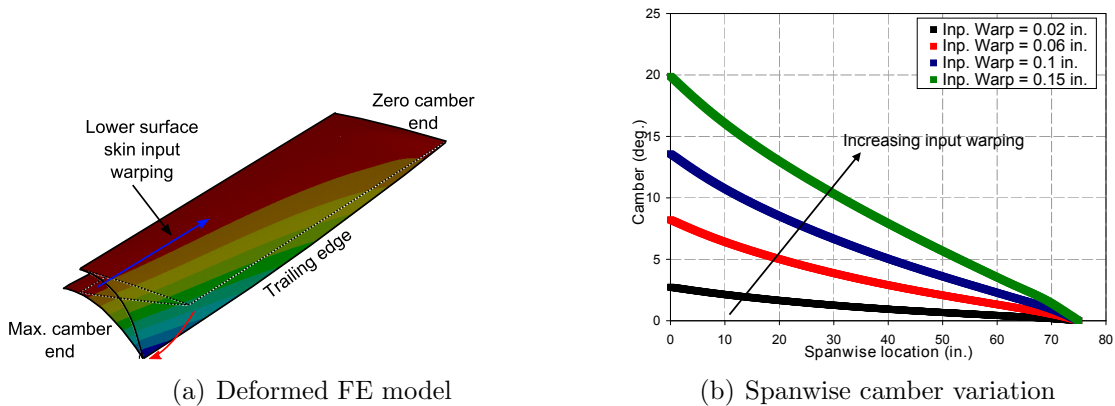 Zero camber
end
Lower surface
skin input
warping
Trailing edge
Max. camber
end
(a) Deformed FE model
25
20
15
10
5
0
Camber (deg.)
Inp. Warp = 0.02 in.
Inp. Warp = 0.06 in.
Inp. Warp = 0.1 in.
Inp. Warp = 0.15 in.
Increasing input warping
0 10 20 30 40 50 60 70 80
Spanwise location (in.)
(b) Spanwise camber variation